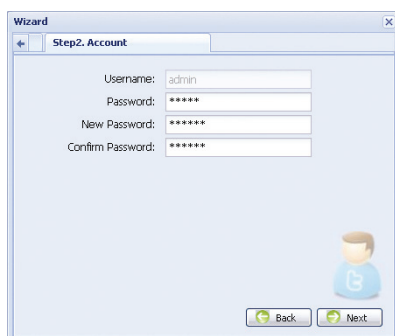 Wizard
Step2. Account
Username: admin
Password: *****
New Password: ******
Confirm Password: ******
Back Next